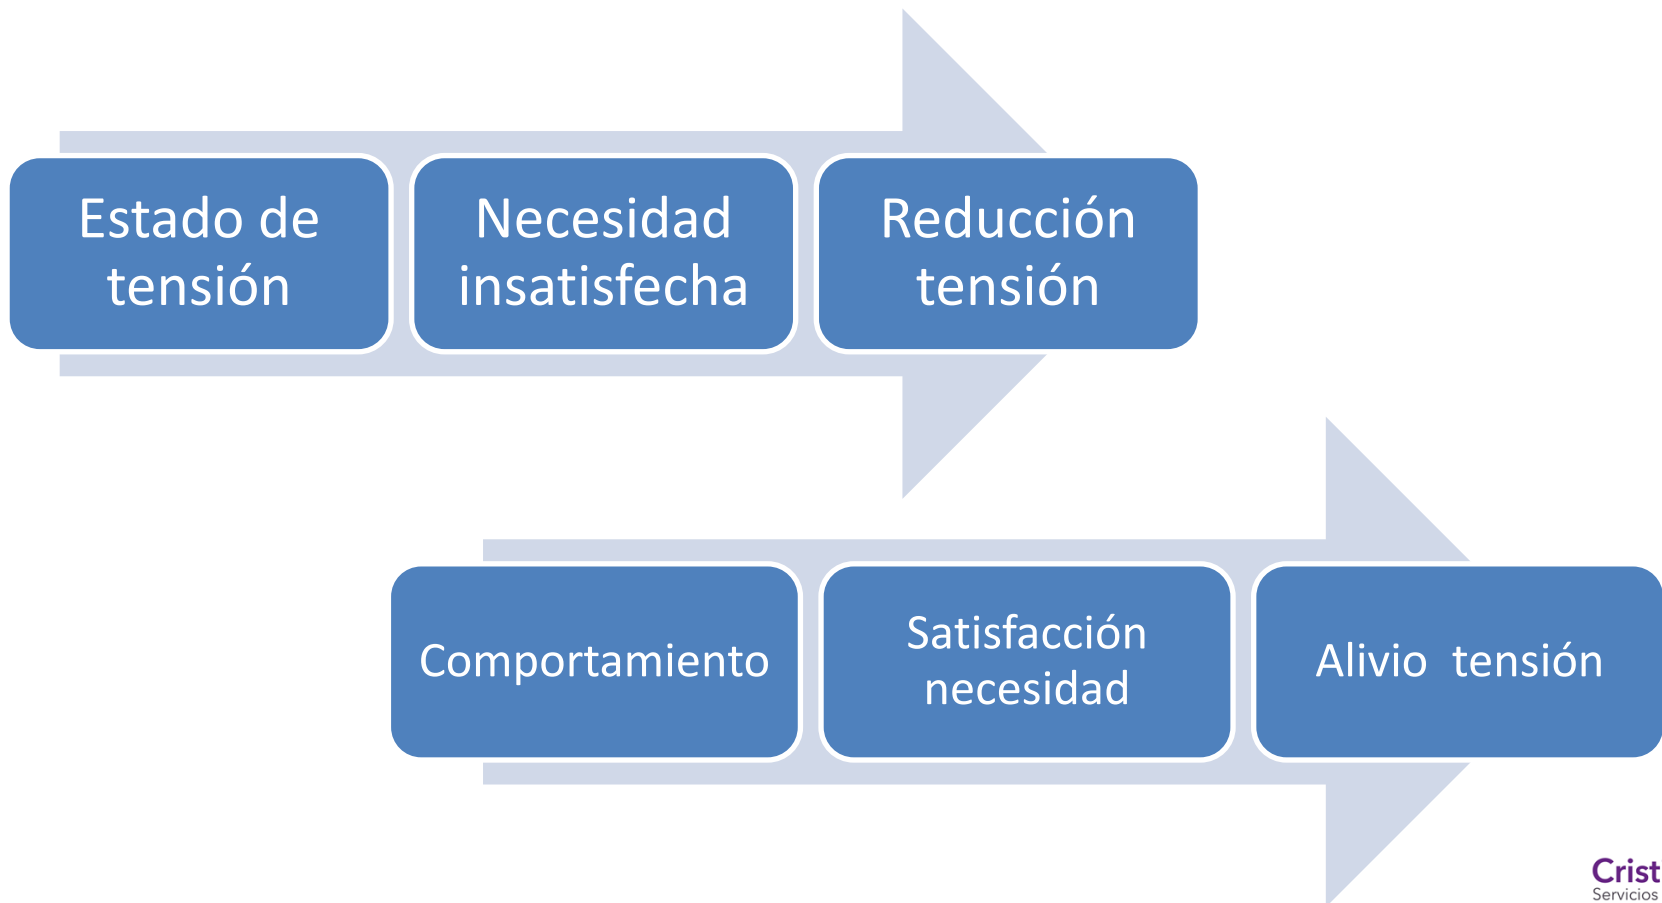 Estado de
tensión
Necesidad
insatisfecha
Reducción
tensión
Comportamiento
Satisfacción
necesidad
Alivio  tensión
Crist
Servicios